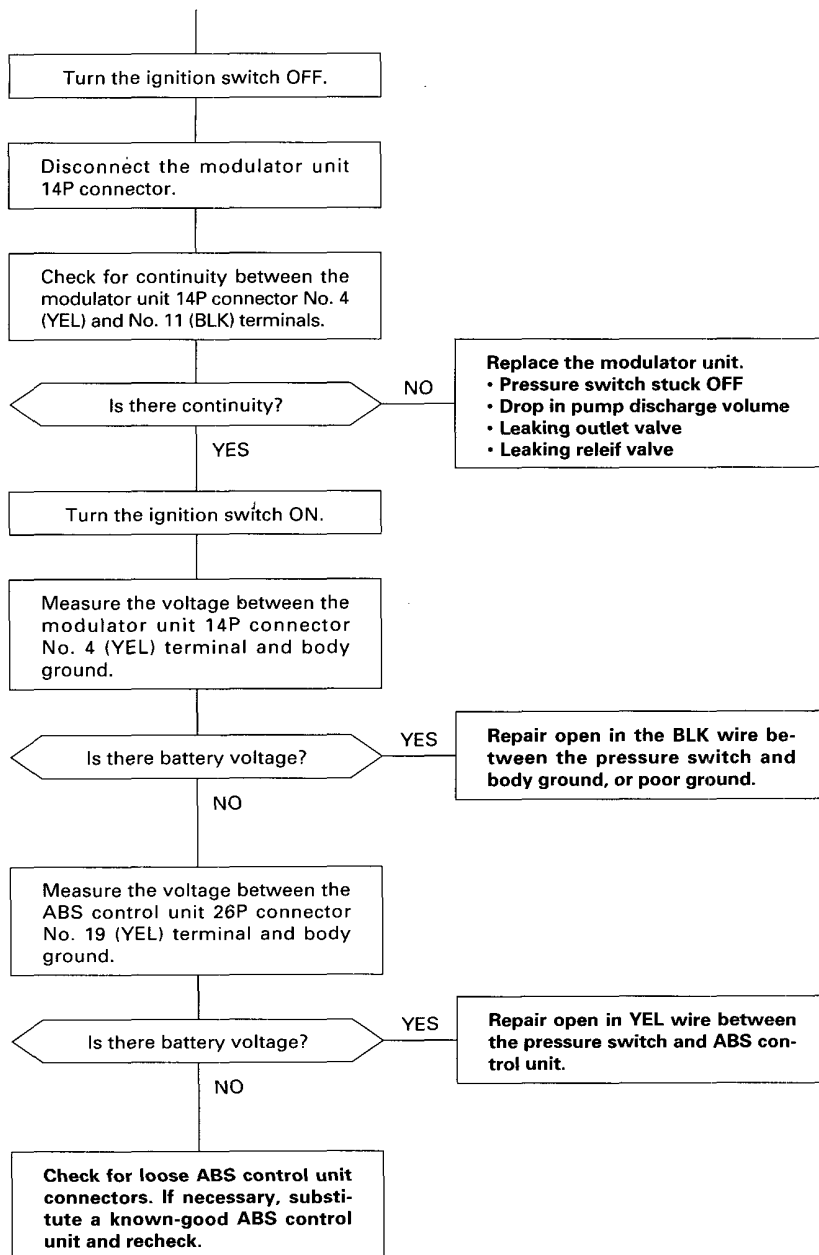 Turn the ignition switch OFF.
Disconnect the modulator unit
14P connector.
Check for continuity between the
modulator unit 14P connector No. 4
(YEL) and No. 11 (BLK) terminals.
Is there continuity?
NO
Replace the modulator unit.
• Pressure switch stuck OFF
• Drop in pump discharge volume
• Leaking outlet valve
• Leaking releif valve
YES
Turn the ignition switch ON.
Measure the voltage between the
modulator unit 14P connector
No. 4 (YEL) terminal and body
ground.
Is there battery voltage?
YES
Repair open in the BLK wire be-
tween the pressure switch and
body ground, or poor ground.
NO
Measure the voltage between the
ABS control unit 26P connector
No. 19 (YEL) terminal and body
ground.
Is there battery voltage?
YES
Repair open in YEL wire between
the pressure switch and ABS con-
trol unit.
NO
Check for loose ABS control unit
connectors. If necessary, substi-
tute a known-good ABS control
unit and recheck.